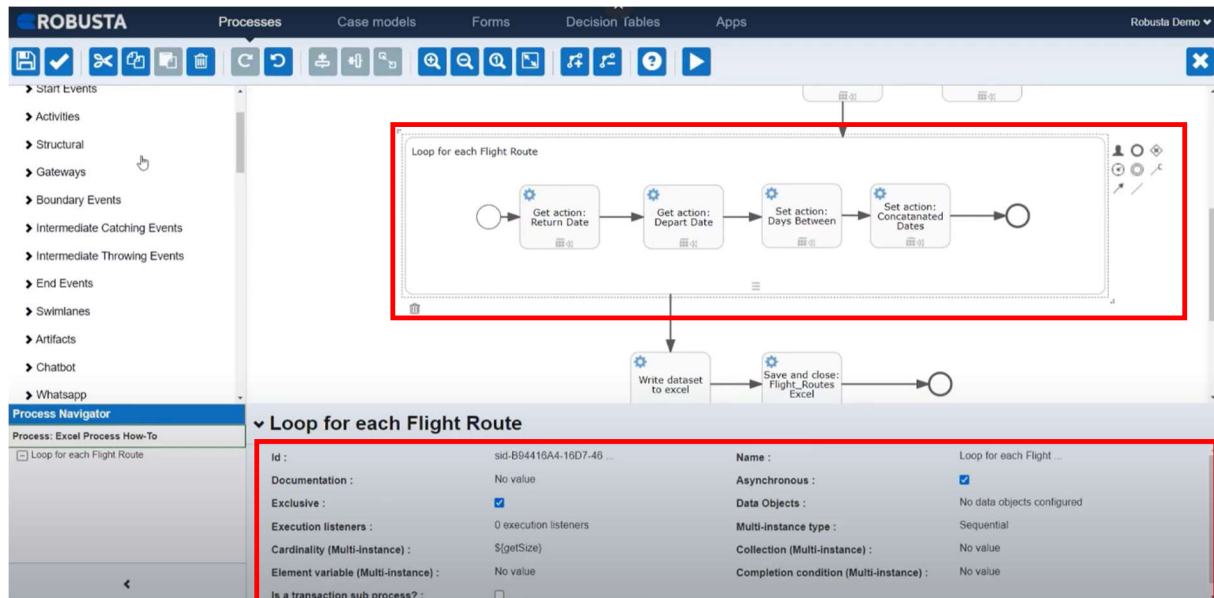 ROBUSTA
Processes
Case models
Forms
Decision Tables
Apps
Robusta Demo
Start Events
Activities
Structural
Gateways
Boundary Events
Intermediate Catching Events
Intermediate Throwing Events
End Events
Swimlanes
Artifacts
Chatbot
Whatsapp
Loop for each Flight Route
Get action:
Return Date
Get action:
Depart Date
Set action:
Days Between
Set action:
Concatanated
Dates
Write dataset
to excel
Save and close:
Flight_Routes
Excel
Process Navigator
Process: Excel Process How-To
Loop for each Flight Route
Loop for each Flight Route
Id : sid-B94416A4-16D7-46 ... Name : Loop for each Flight ...
Documentation : No value Asynchronous :
Exclusive : Data Objects : No data objects configured
Execution listeners : 0 execution listeners Multi-instance type : Sequential
Cardinality (Multi-instance) : ${getSize} Collection (Multi-instance) : No value
Element variable (Multi-instance) : No value Completion condition (Multi-instance) : No value
Is a transaction sub process? :